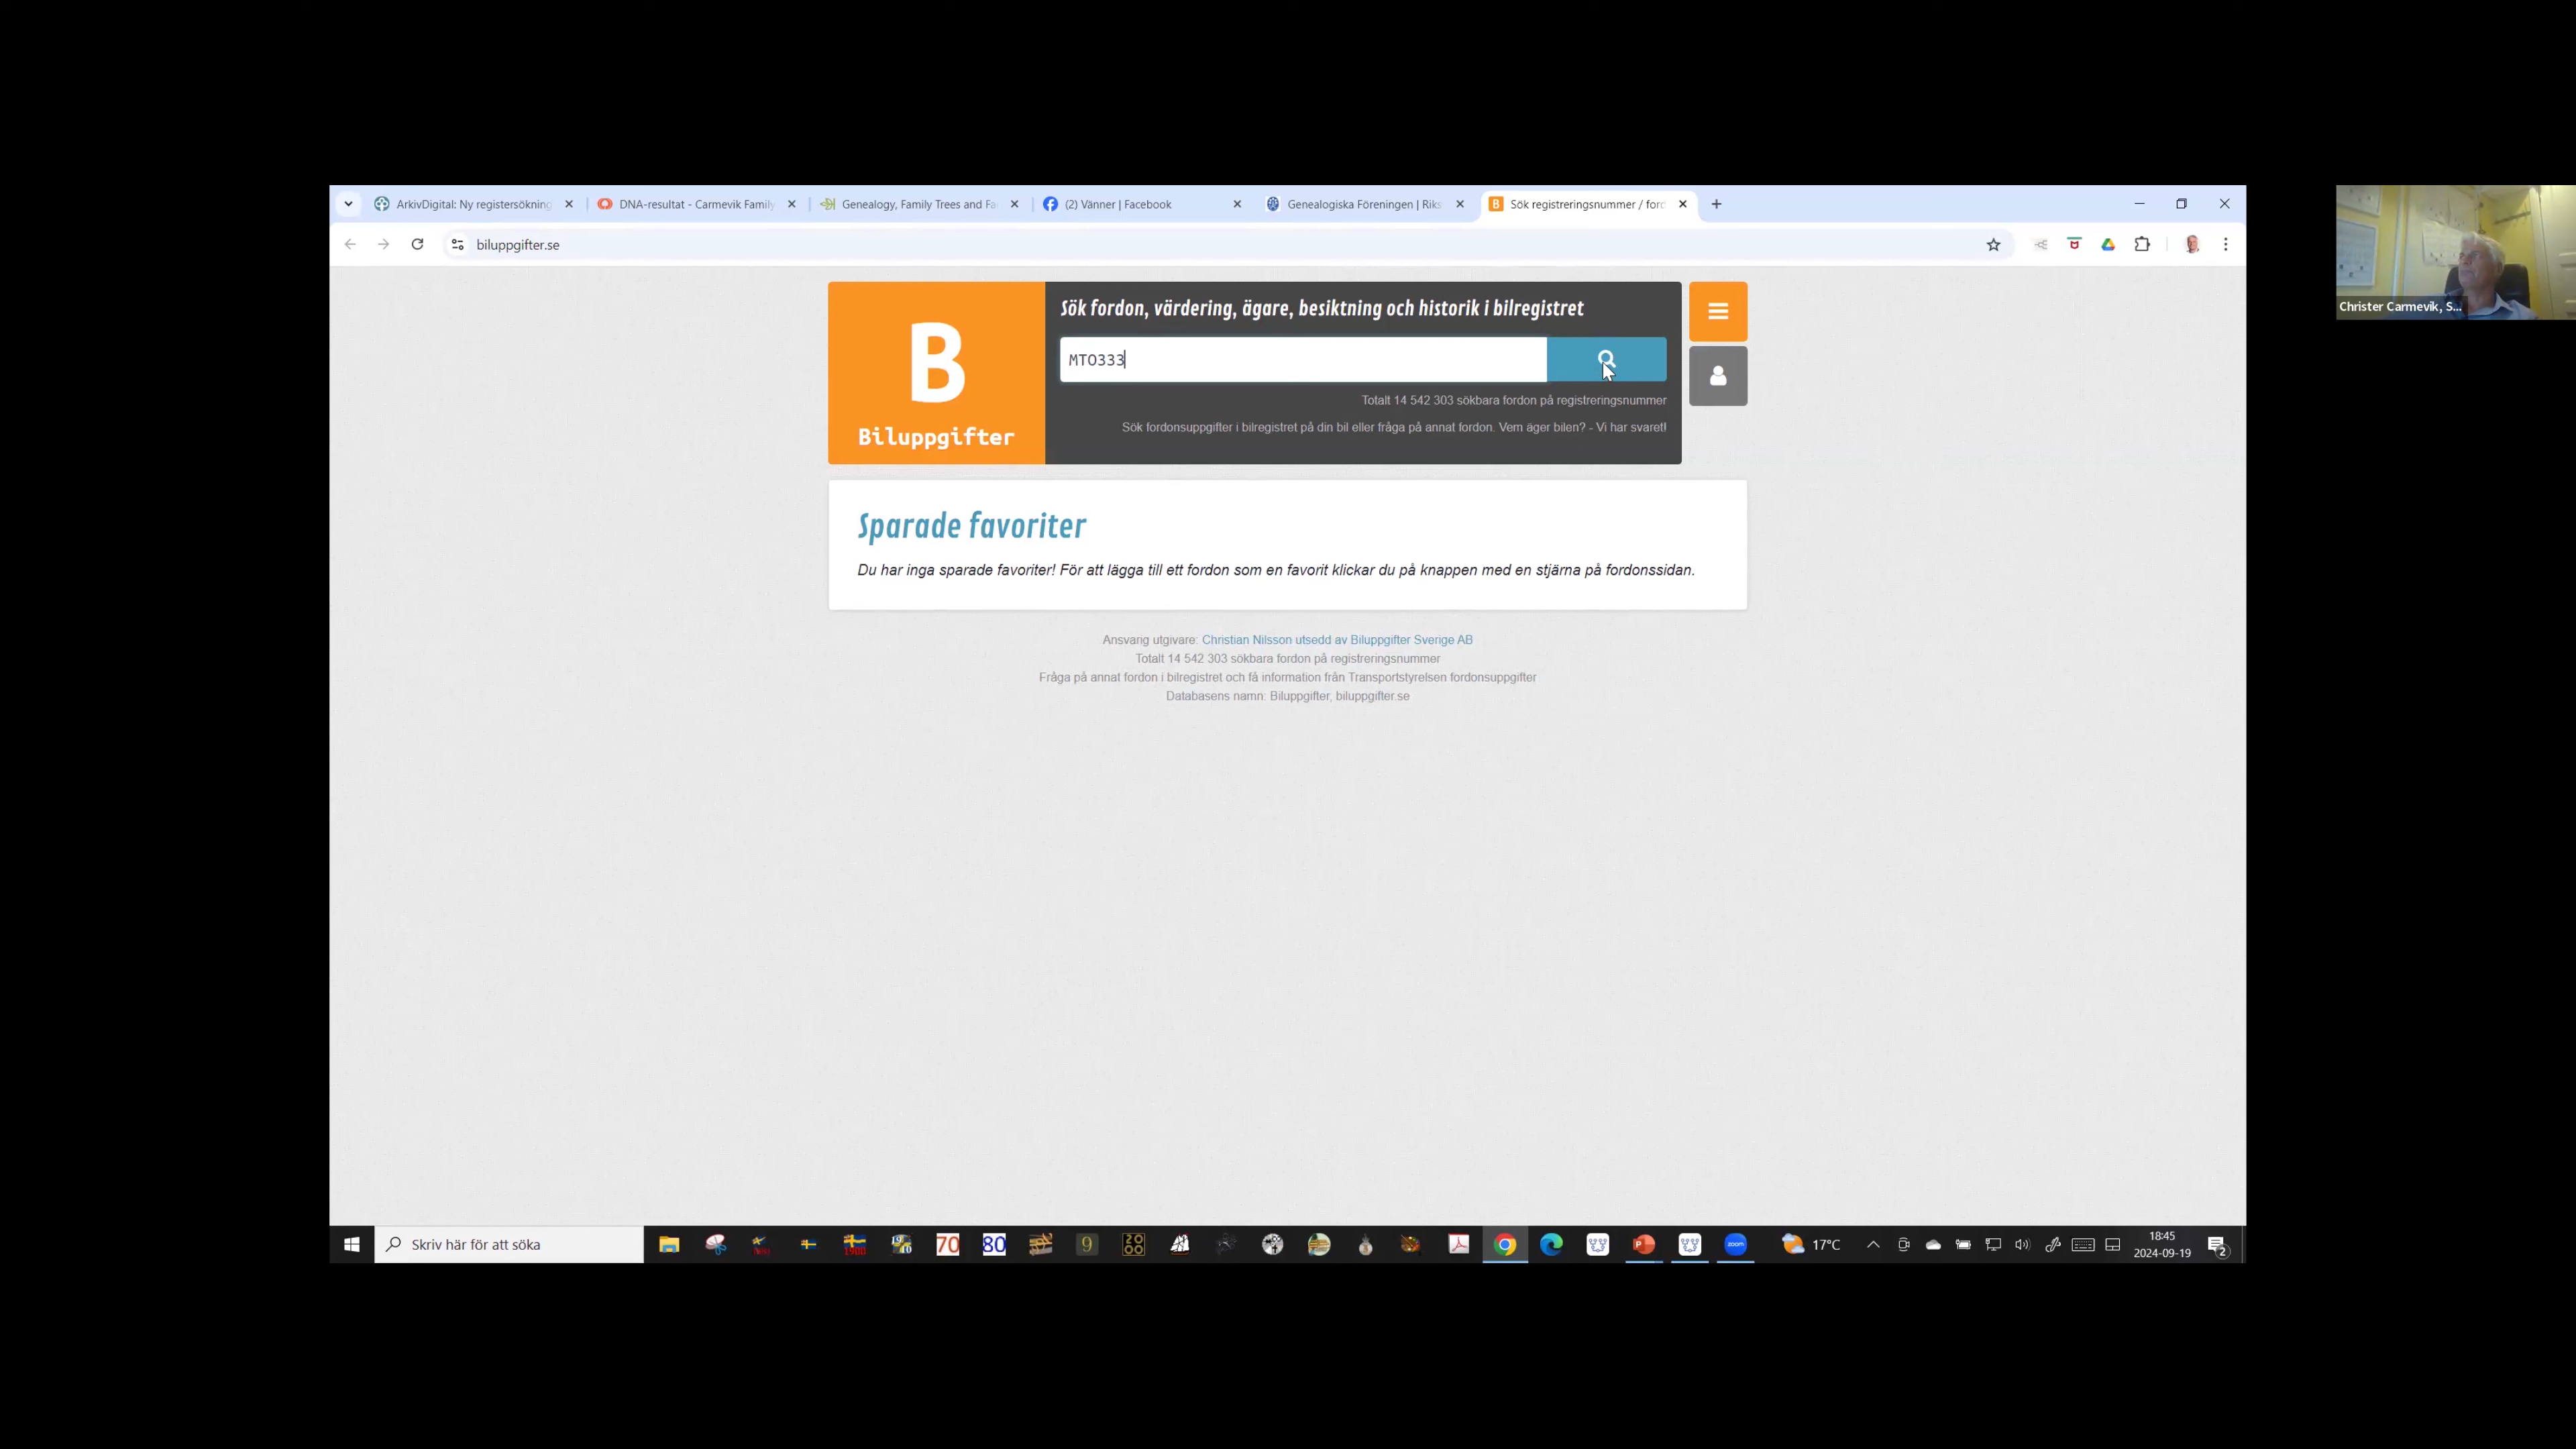 ArkivDigital: Ny registersökning
DNA-resultat - Carmevik Family
Genealogy, Family Trees and Fa
(2) Vänner | Facebook
Genealogiska Föreningen | Riks
Sök registreringsnummer / ford
biluppgifter.se
B
Biluppgifter
Sök fordon, värdering, ägare, besiktning och historik i bilregistret
MTO333
Totalt 14 542 303 sökbara fordon på registreringsnummer
Sök fordonsuppgifter i bilregistret på din bil eller fråga på annat fordon. Vem äger bilen? - Vi har svaret!
Christer Carmevik, S...
Sparade favoriter
Du har inga sparade favoriter! För att lägga till ett fordon som en favorit klickar du på knappen med en stjärna på fordonssidan.
Ansvarig utgivare: Christian Nilsson utsedd av Biluppgifter Sverige AB
Totalt 14 542 303 sökbara fordon på registreringsnummer
Fråga på annat fordon i bilregistret och få information från Transportstyrelsen fordonsuppgifter
Databasens namn: Biluppgifter, biluppgifter.se
Skriv här för att söka
70
80
9
zoom
17°C
18:45
2024-09-19
2